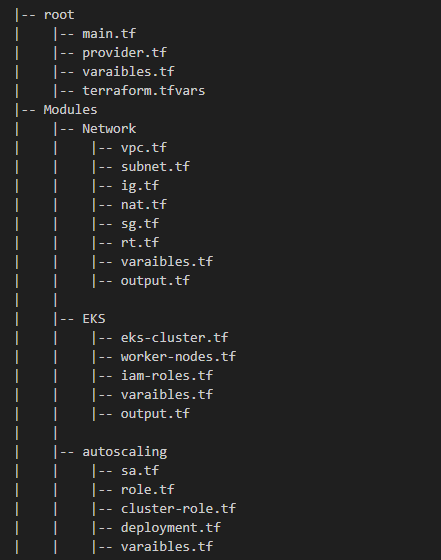 |-- root
|    |-- main.tf
|    |-- provider.tf
|    |-- varaibles.tf
|    |-- terraform.tfvars
|-- Modules
|    |-- Network
|    |    |-- vpc.tf
|    |    |-- subnet.tf
|    |    |-- ig.tf
|    |    |-- nat.tf
|    |    |-- sg.tf
|    |    |-- rt.tf
|    |    |-- varaibles.tf
|    |    |-- output.tf
|    |
|    |-- EKS
|    |    |-- eks-cluster.tf
|    |    |-- worker-nodes.tf
|    |    |-- iam-roles.tf
|    |    |-- varaibles.tf
|    |    |-- output.tf
|    |
|    |-- autoscaling
|    |    |-- sa.tf
|    |    |-- role.tf
|    |    |-- cluster-role.tf
|    |    |-- deployment.tf
|    |    |-- varaibles.tf